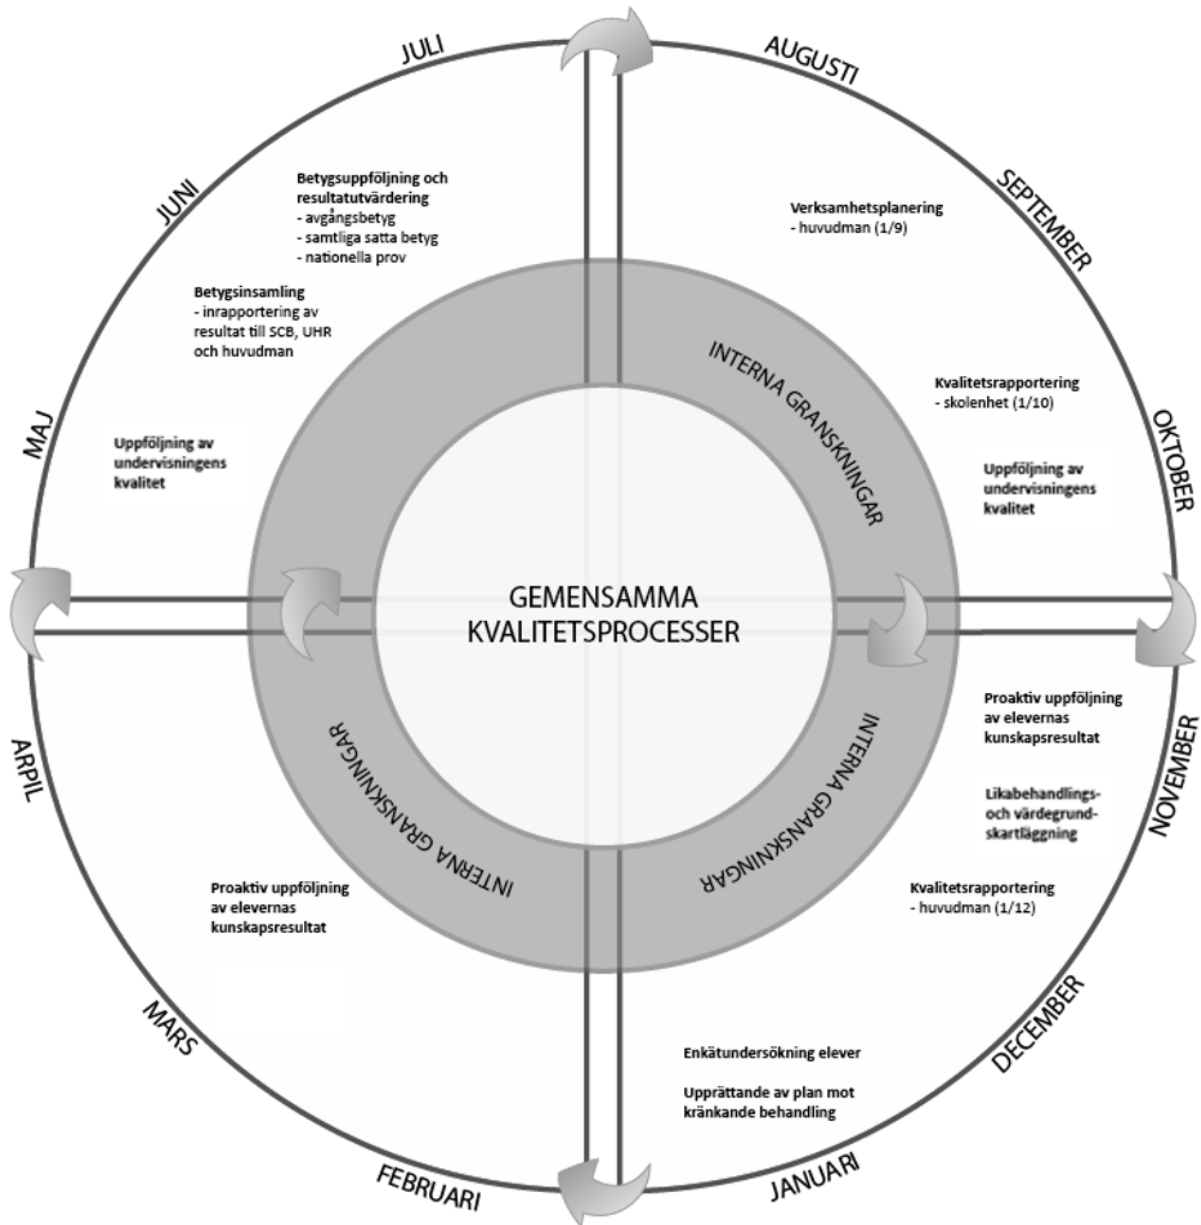 JULI
AUGUSTI
JUNI
SEPTEMBER
Betygsuppföljning och
resultatutvärdering
- avgångsbetyg
- samtliga satta betyg
- nationella prov
Verksamhetsplanering
- huvudman (1/9)
Betygsinsamling
- inrapportering av
resultat till SCB, UHR
och huvudman
INTERNA GRANSKNINGAR
Kvalitetsrapportering
- skolenhet (1/10)
MAJ
OKTOBER
Uppföljning av
undervisningens
kvalitet
Uppföljning av
undervisningens
kvalitet
GEMENSAMMA
KVALITETSPROCESSER
Proaktiv uppföljning
av elevernas
kunskapsresultat
ARPIL
NOVEMBER
INTERNA GRANSKNINGAR
INTERNA GRANSKNINGAR
Likabehandlings-
och värdegrund-
skartläggning
Proaktiv uppföljning
av elevernas
kunskapsresultat
Kvalitetsrapportering
- huvudman (1/12)
MARS
DECEMBER
Enkätundersökning elever
Upprättande av plan mot
kränkande behandling
FEBRUARI
JANUARI